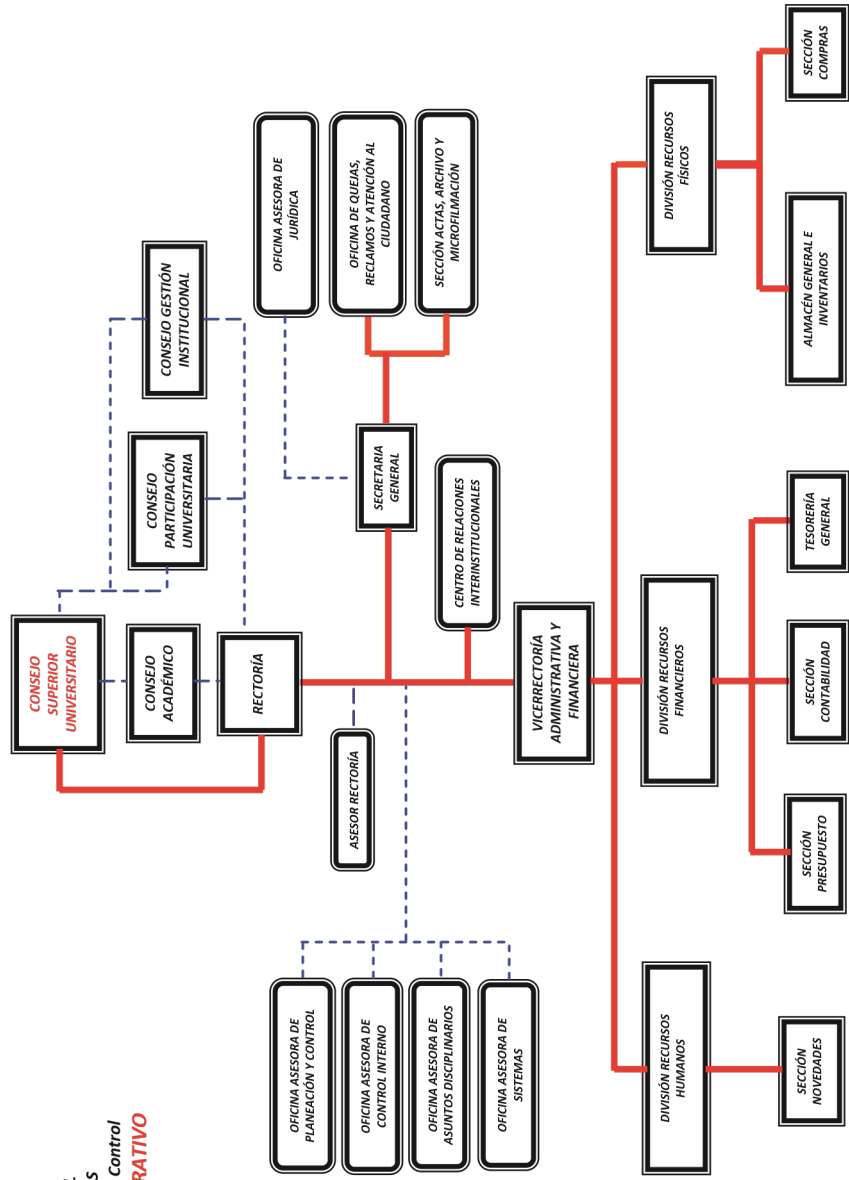 CONSEJO
SUPERIOR
UNIVERSITARIO
CONSEJO
ACADÉMICO
RECTORÍA
CONSEJO
PARTICIPACIÓN
UNIVERSITARIA
CONSEJO GESTIÓN
INSTITUCIONAL
ASESOR RECTORÍA
SECRETARIA
GENERAL
OFICINA ASESORA DE
JURÍDICA
OFICINA DE QUEJAS,
RECLAMOS Y ATENCIÓN AL
CIUDADANO
SECCIÓN ACTAS, ARCHIVO Y
MICROFILMACIÓN
CENTRO DE RELACIONES
INTERINSTITUCIONALES
OFICINA ASESORA DE
PLANEACIÓN Y CONTROL
OFICINA ASESORA DE
CONTROL INTERNO
OFICINA ASESORA DE
ASUNTOS DISCIPLINARIOS
OFICINA ASESORA DE
SISTEMAS
Control
RATIVO
VICERRECTORÍA
ADMINISTRATIVA Y
FINANCIERA
DIVISIÓN RECURSOS
HUMANOS
DIVISIÓN RECURSOS
FINANCIEROS
DIVISIÓN RECURSOS
FÍSICOS
SECCIÓN
NOVEDADES
SECCIÓN
PRESUPUESTO
SECCIÓN
CONTABILIDAD
TESORERÍA
GENERAL
ALMACÉN GENERAL E
INVENTARIOS
SECCIÓN
COMPRAS